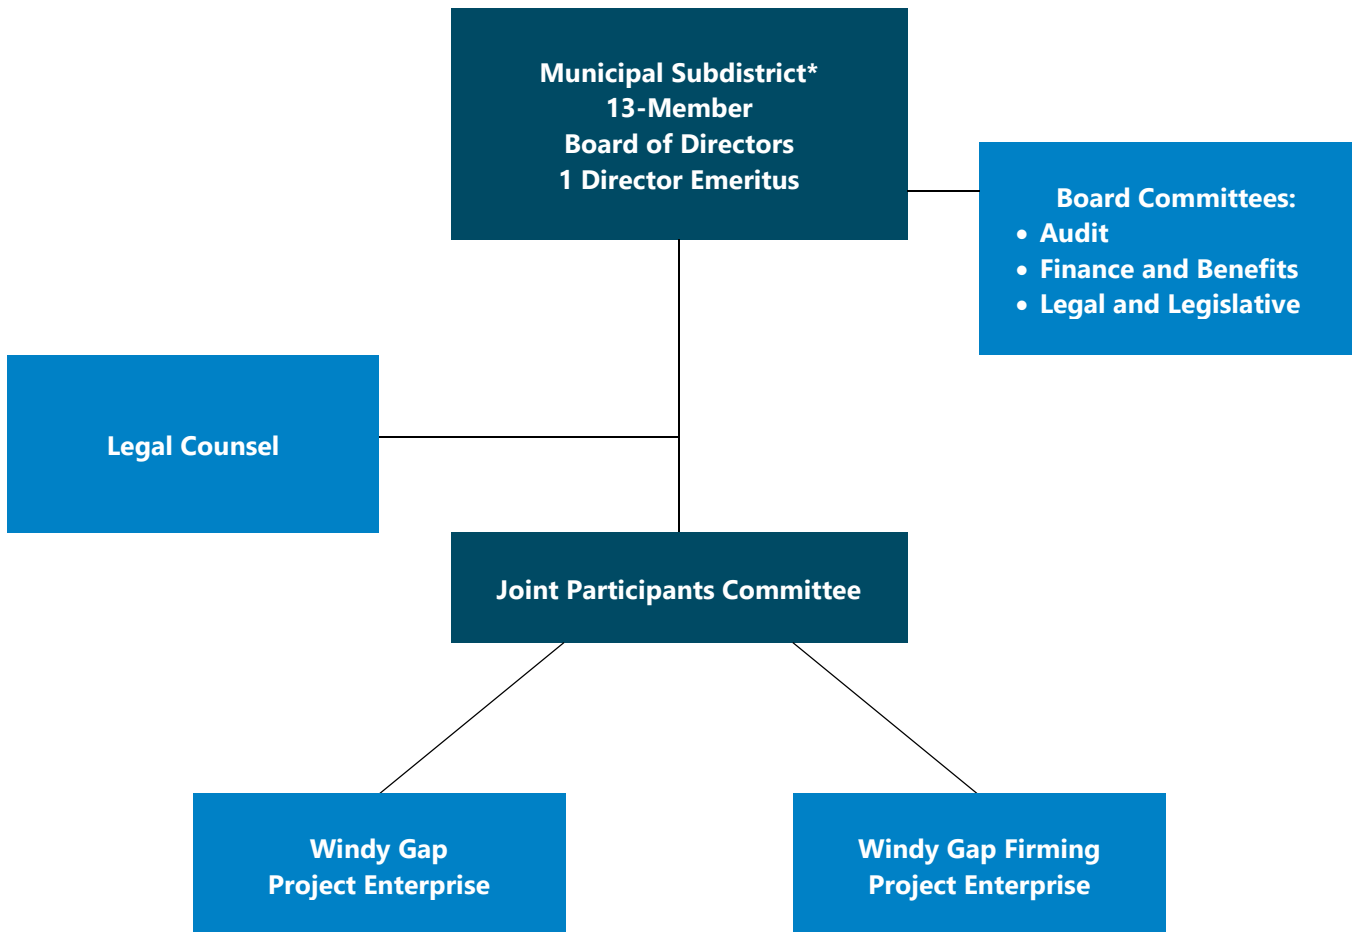 Municipal Subdistrict*
13-Member
Board of Directors
1 Director Emeritus
Board Committees:
• Audit
• Finance and Benefits
• Legal and Legislative
Legal Counsel
Joint Participants Committee
Windy Gap
Project Enterprise
Windy Gap Firming
Project Enterprise